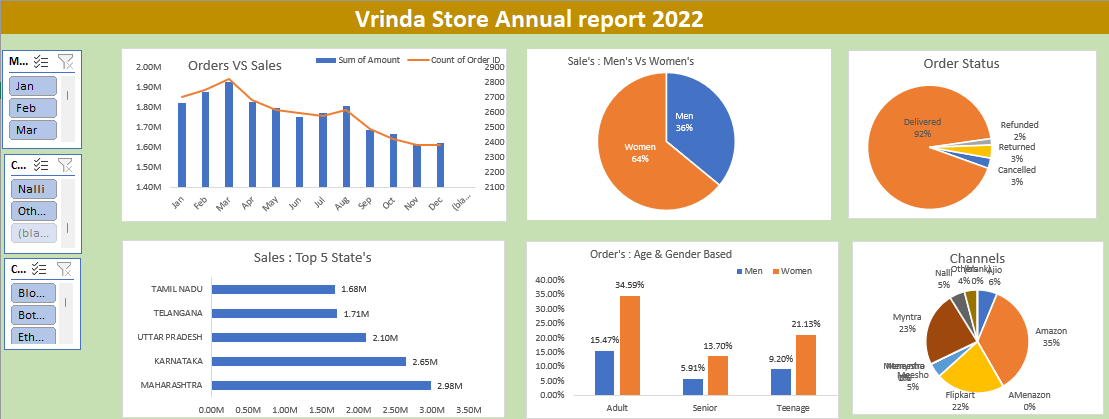 Vrinda Store Annual report 2022
M...
Jan
Feb
Mar
C...
Nalli
Oth...
(bla...
C...
Blo...
Bot...
Eth...
Orders VS Sales
Sum of Amount
Count of Order ID
2.00M
1.90M
1.80M
1.70M
1.60M
1.50M
1.40M
2900
2800
2700
2600
2500
2400
2300
2200
2100
Jan
Feb
Mar
Apr
May
Jun
Jul
Aug
Sep
Oct
Nov
Dec
(bla...
Sale's : Men's Vs Women's
Men
36%
Women
64%
Order Status
Delivered
92%
Refunded
2%
Returned
3%
Cancelled
3%
Sales : Top 5 State's
TAMIL NADU
1.68M
TELANGANA
1.71M
UTTAR PRADESH
2.10M
KARNATAKA
2.65M
MAHARASHTRA
2.98M
0.00M 0.50M 1.00M 1.50M 2.00M 2.50M 3.00M 3.50M
Order's : Age & Gender Based
Men
Women
40.00%
35.00%
30.00%
25.00%
20.00%
15.00%
10.00%
5.00%
0.00%
15.47%
34.59%
5.91%
13.70%
9.20%
21.13%
Adult
Senior
Teenage
Channels
Ajio
6%
Amazon
35%
AMenazon
0%
Flipkart
22%
Meesho
5%
Myntra
23%
Nalli
5%
Others
4%
(blank)
0%